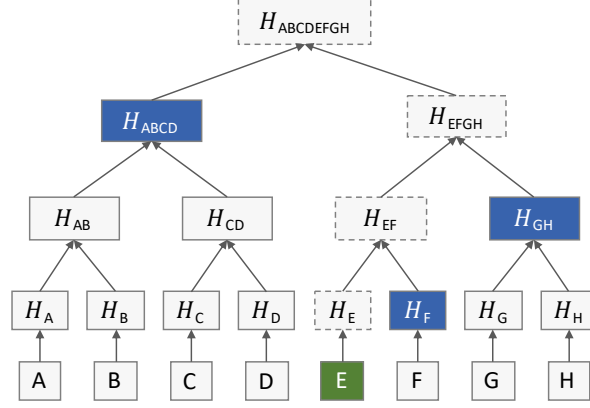 H_ABCDEFGH
H_ABCD H_EFGH
H_AB H_CD H_EF H_GH
H_A H_B H_C H_D H_E H_F H_G H_H
A B C D E F G H